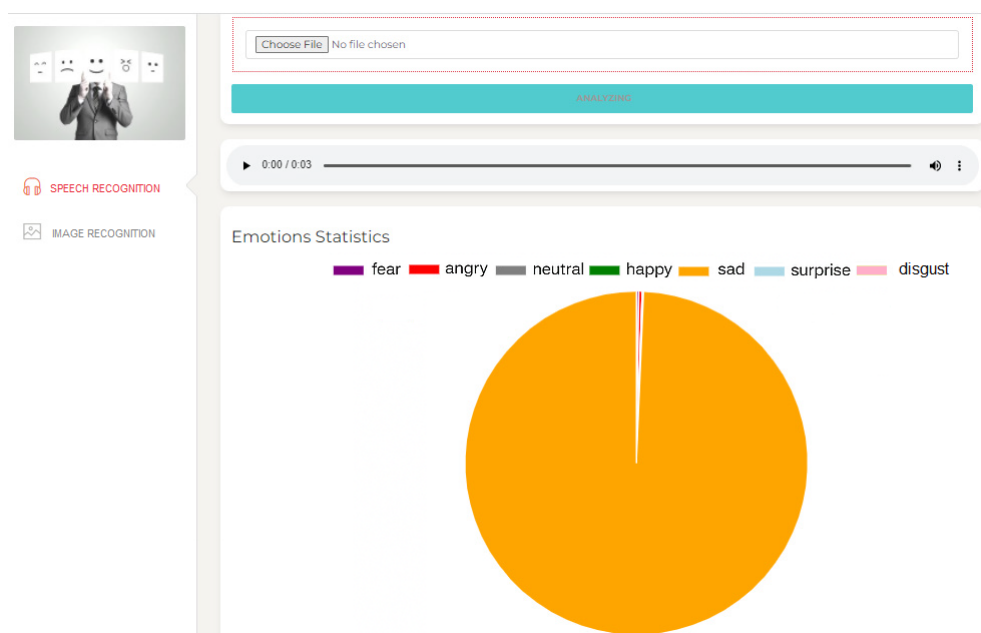 Choose File No file chosen
0:00 / 0:03
SPEECH RECOGNITION
IMAGE RECOGNITION
Emotions Statistics
fear angry neutral happy sad surprise disgust